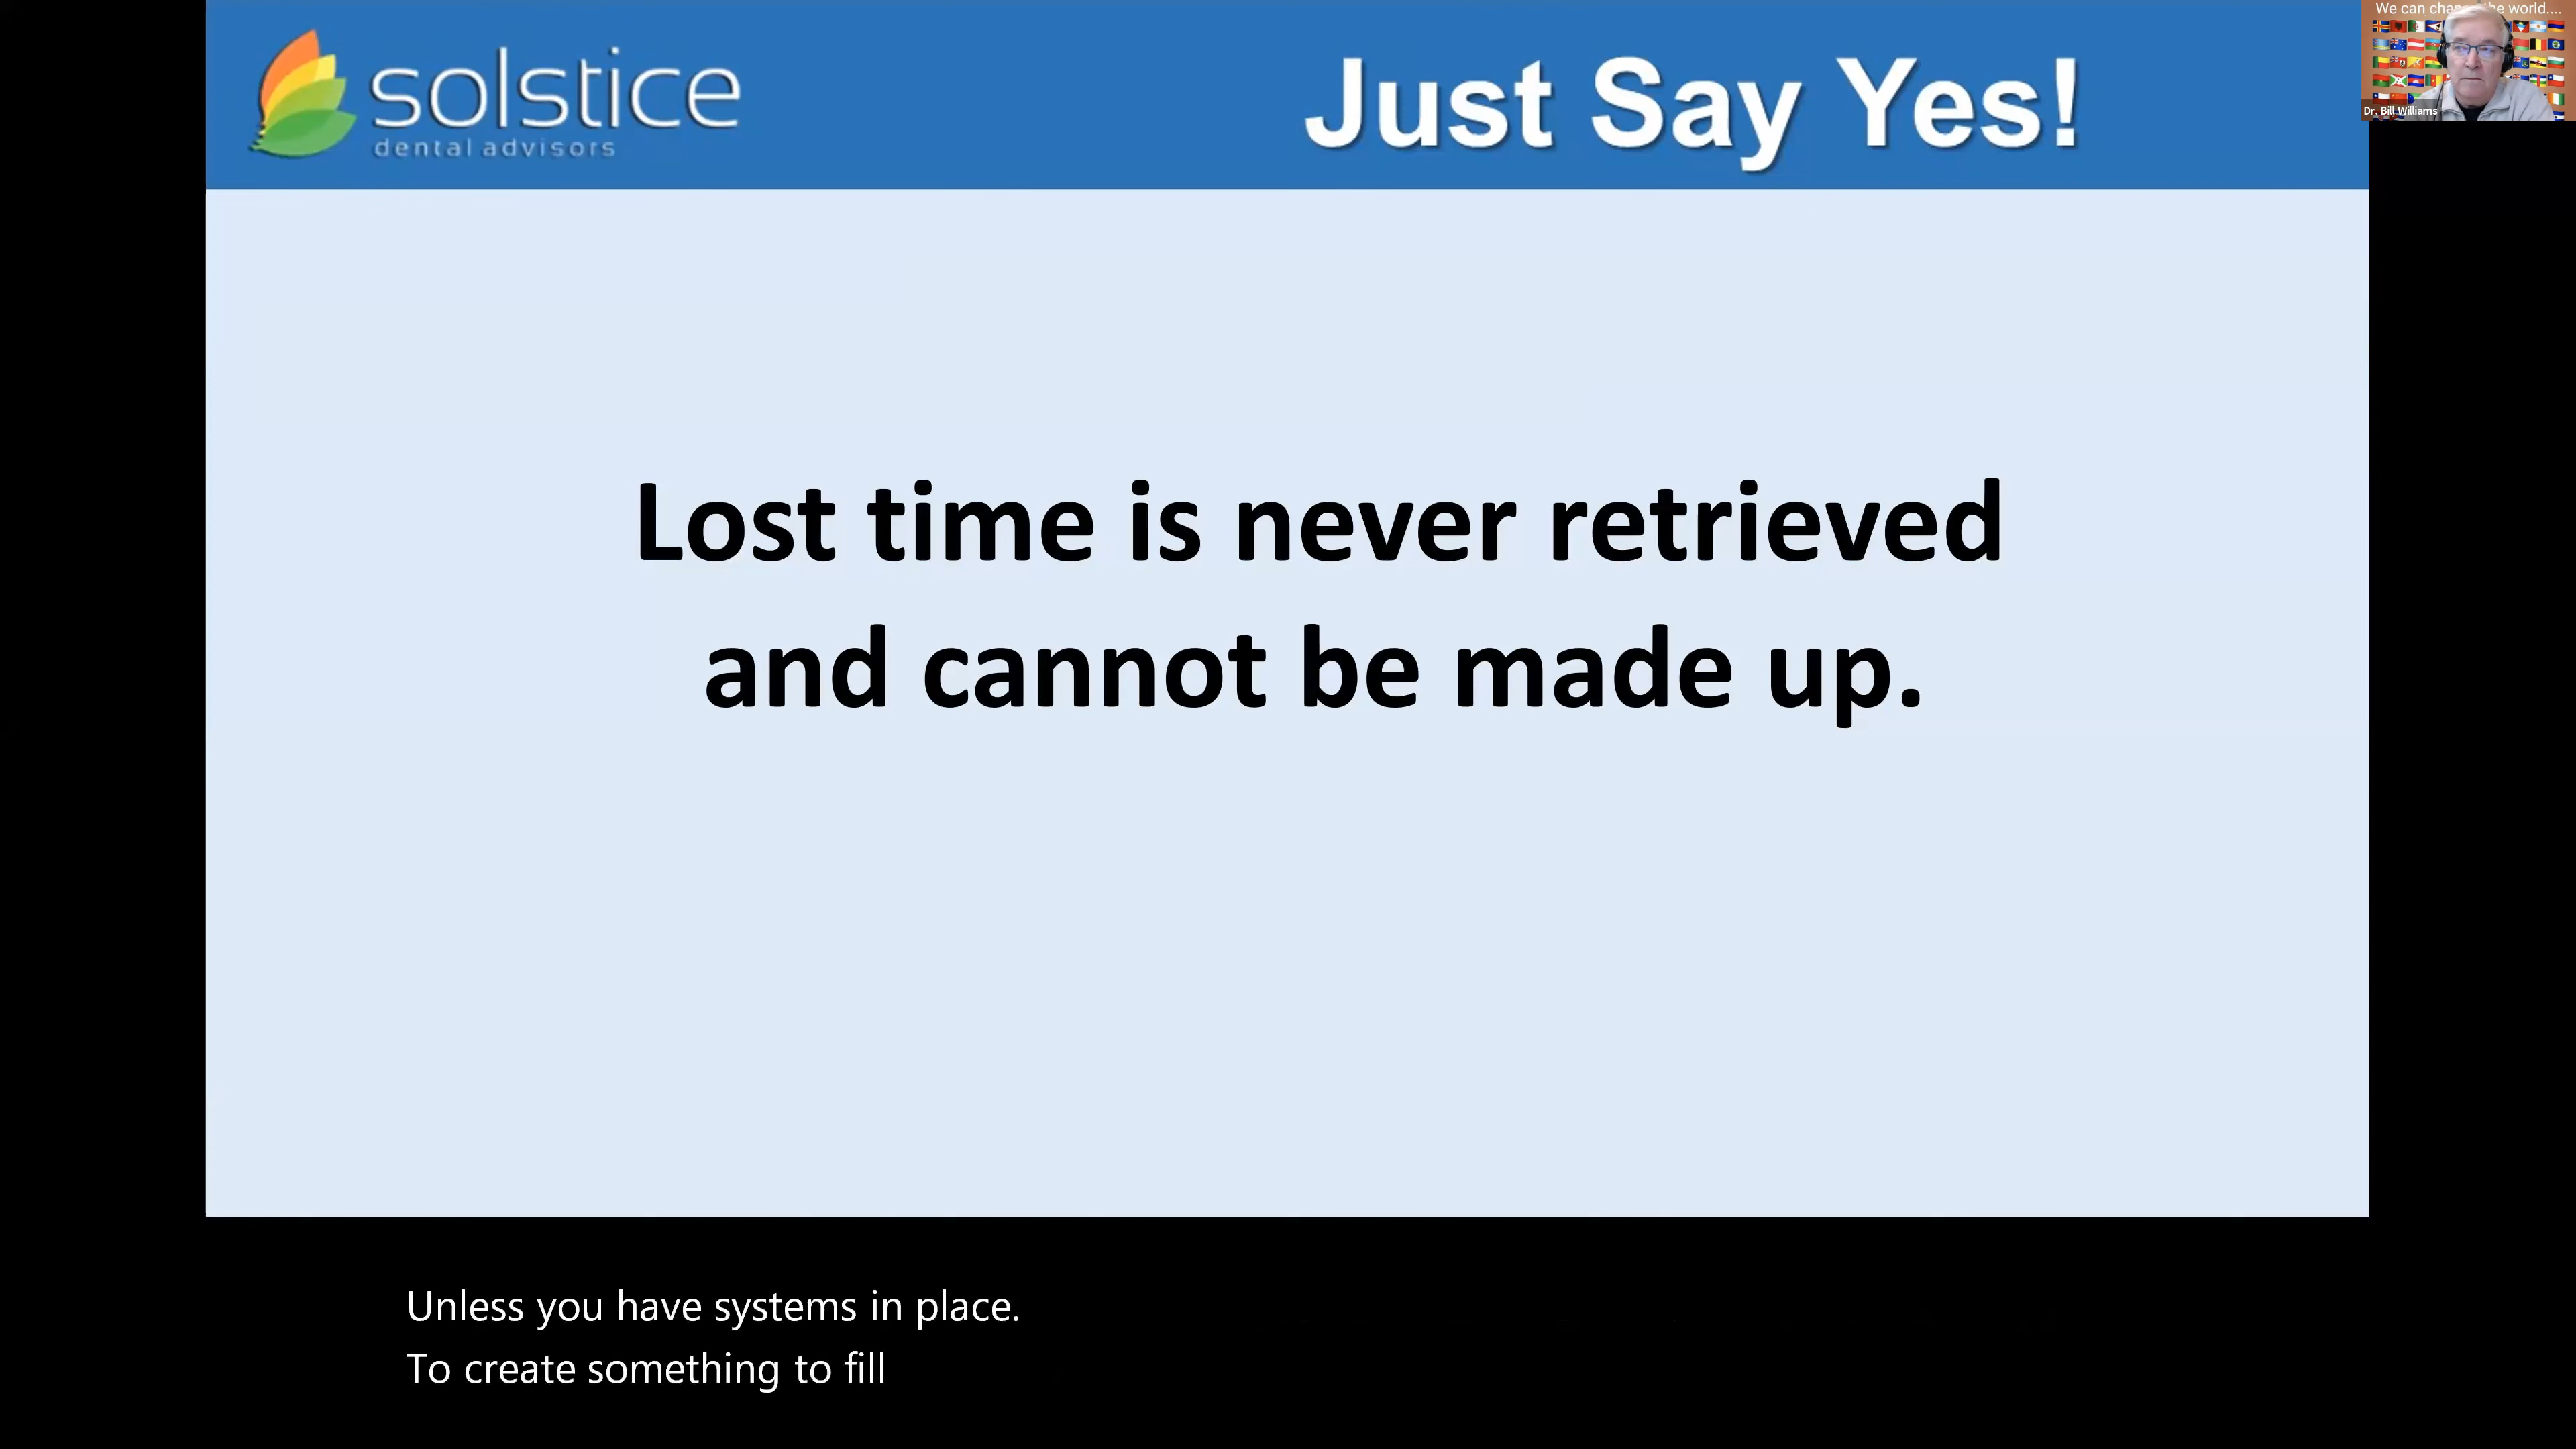 solstice
dental advisors
Just Say Yes!
We can the world....
Dr. Bill Williams
Lost time is never retrieved
and cannot be made up.
Unless you have systems in place.
To create something to fill